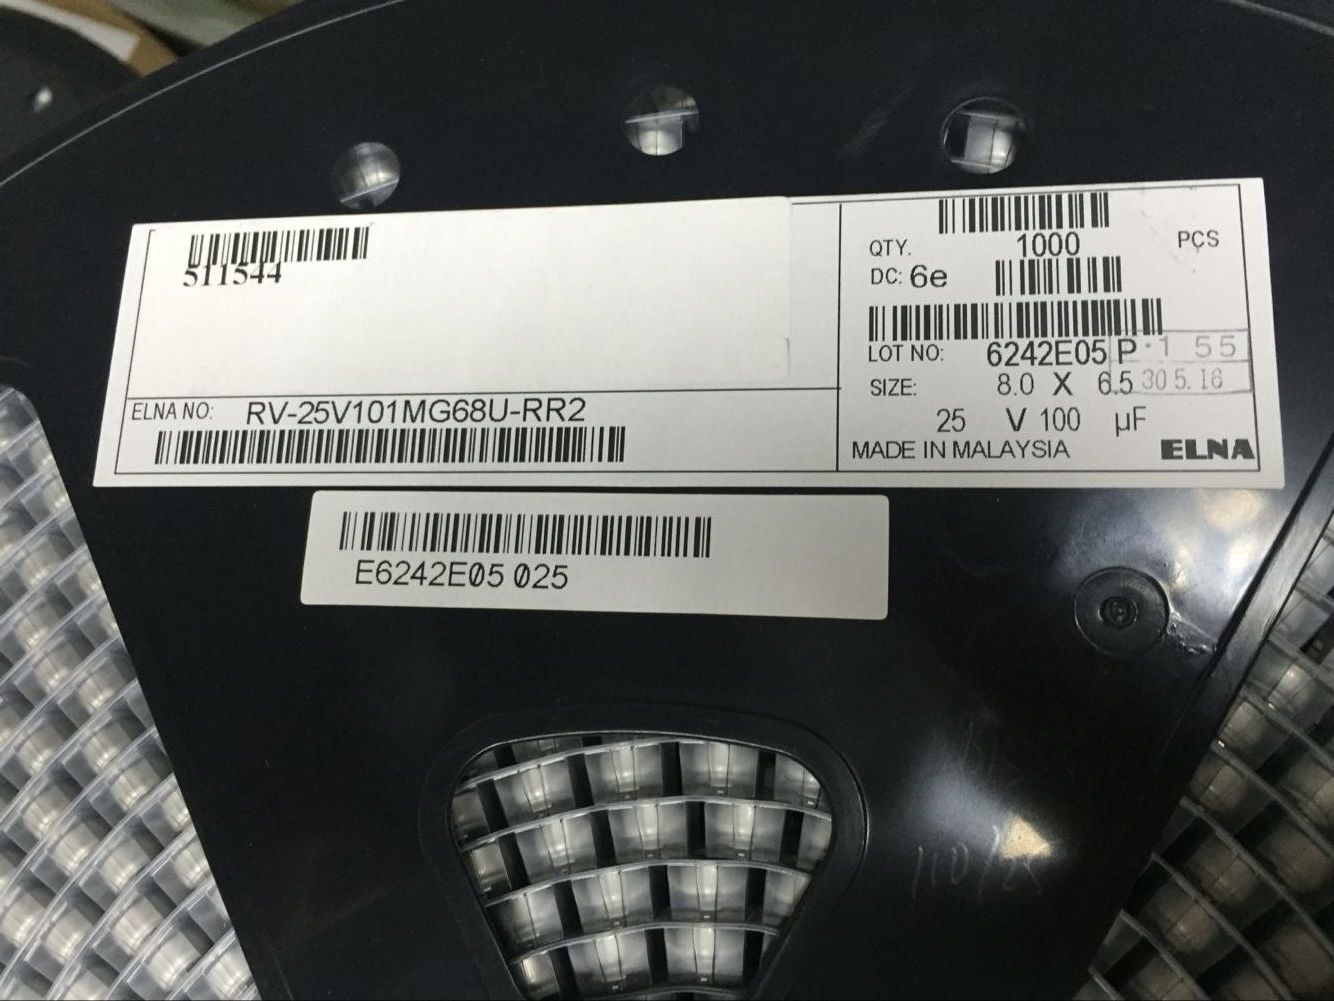 511544
ELNA NO: RV-25V101MG68U-RR2
QTY. 1000 PCS
DC: 6e
LOT NO: 6242E05 P · 1 55
SIZE: 8.0 X 6.5 30 5. 16
25 V 100 µF
MADE IN MALAYSIA ELNA
E6242E05 025